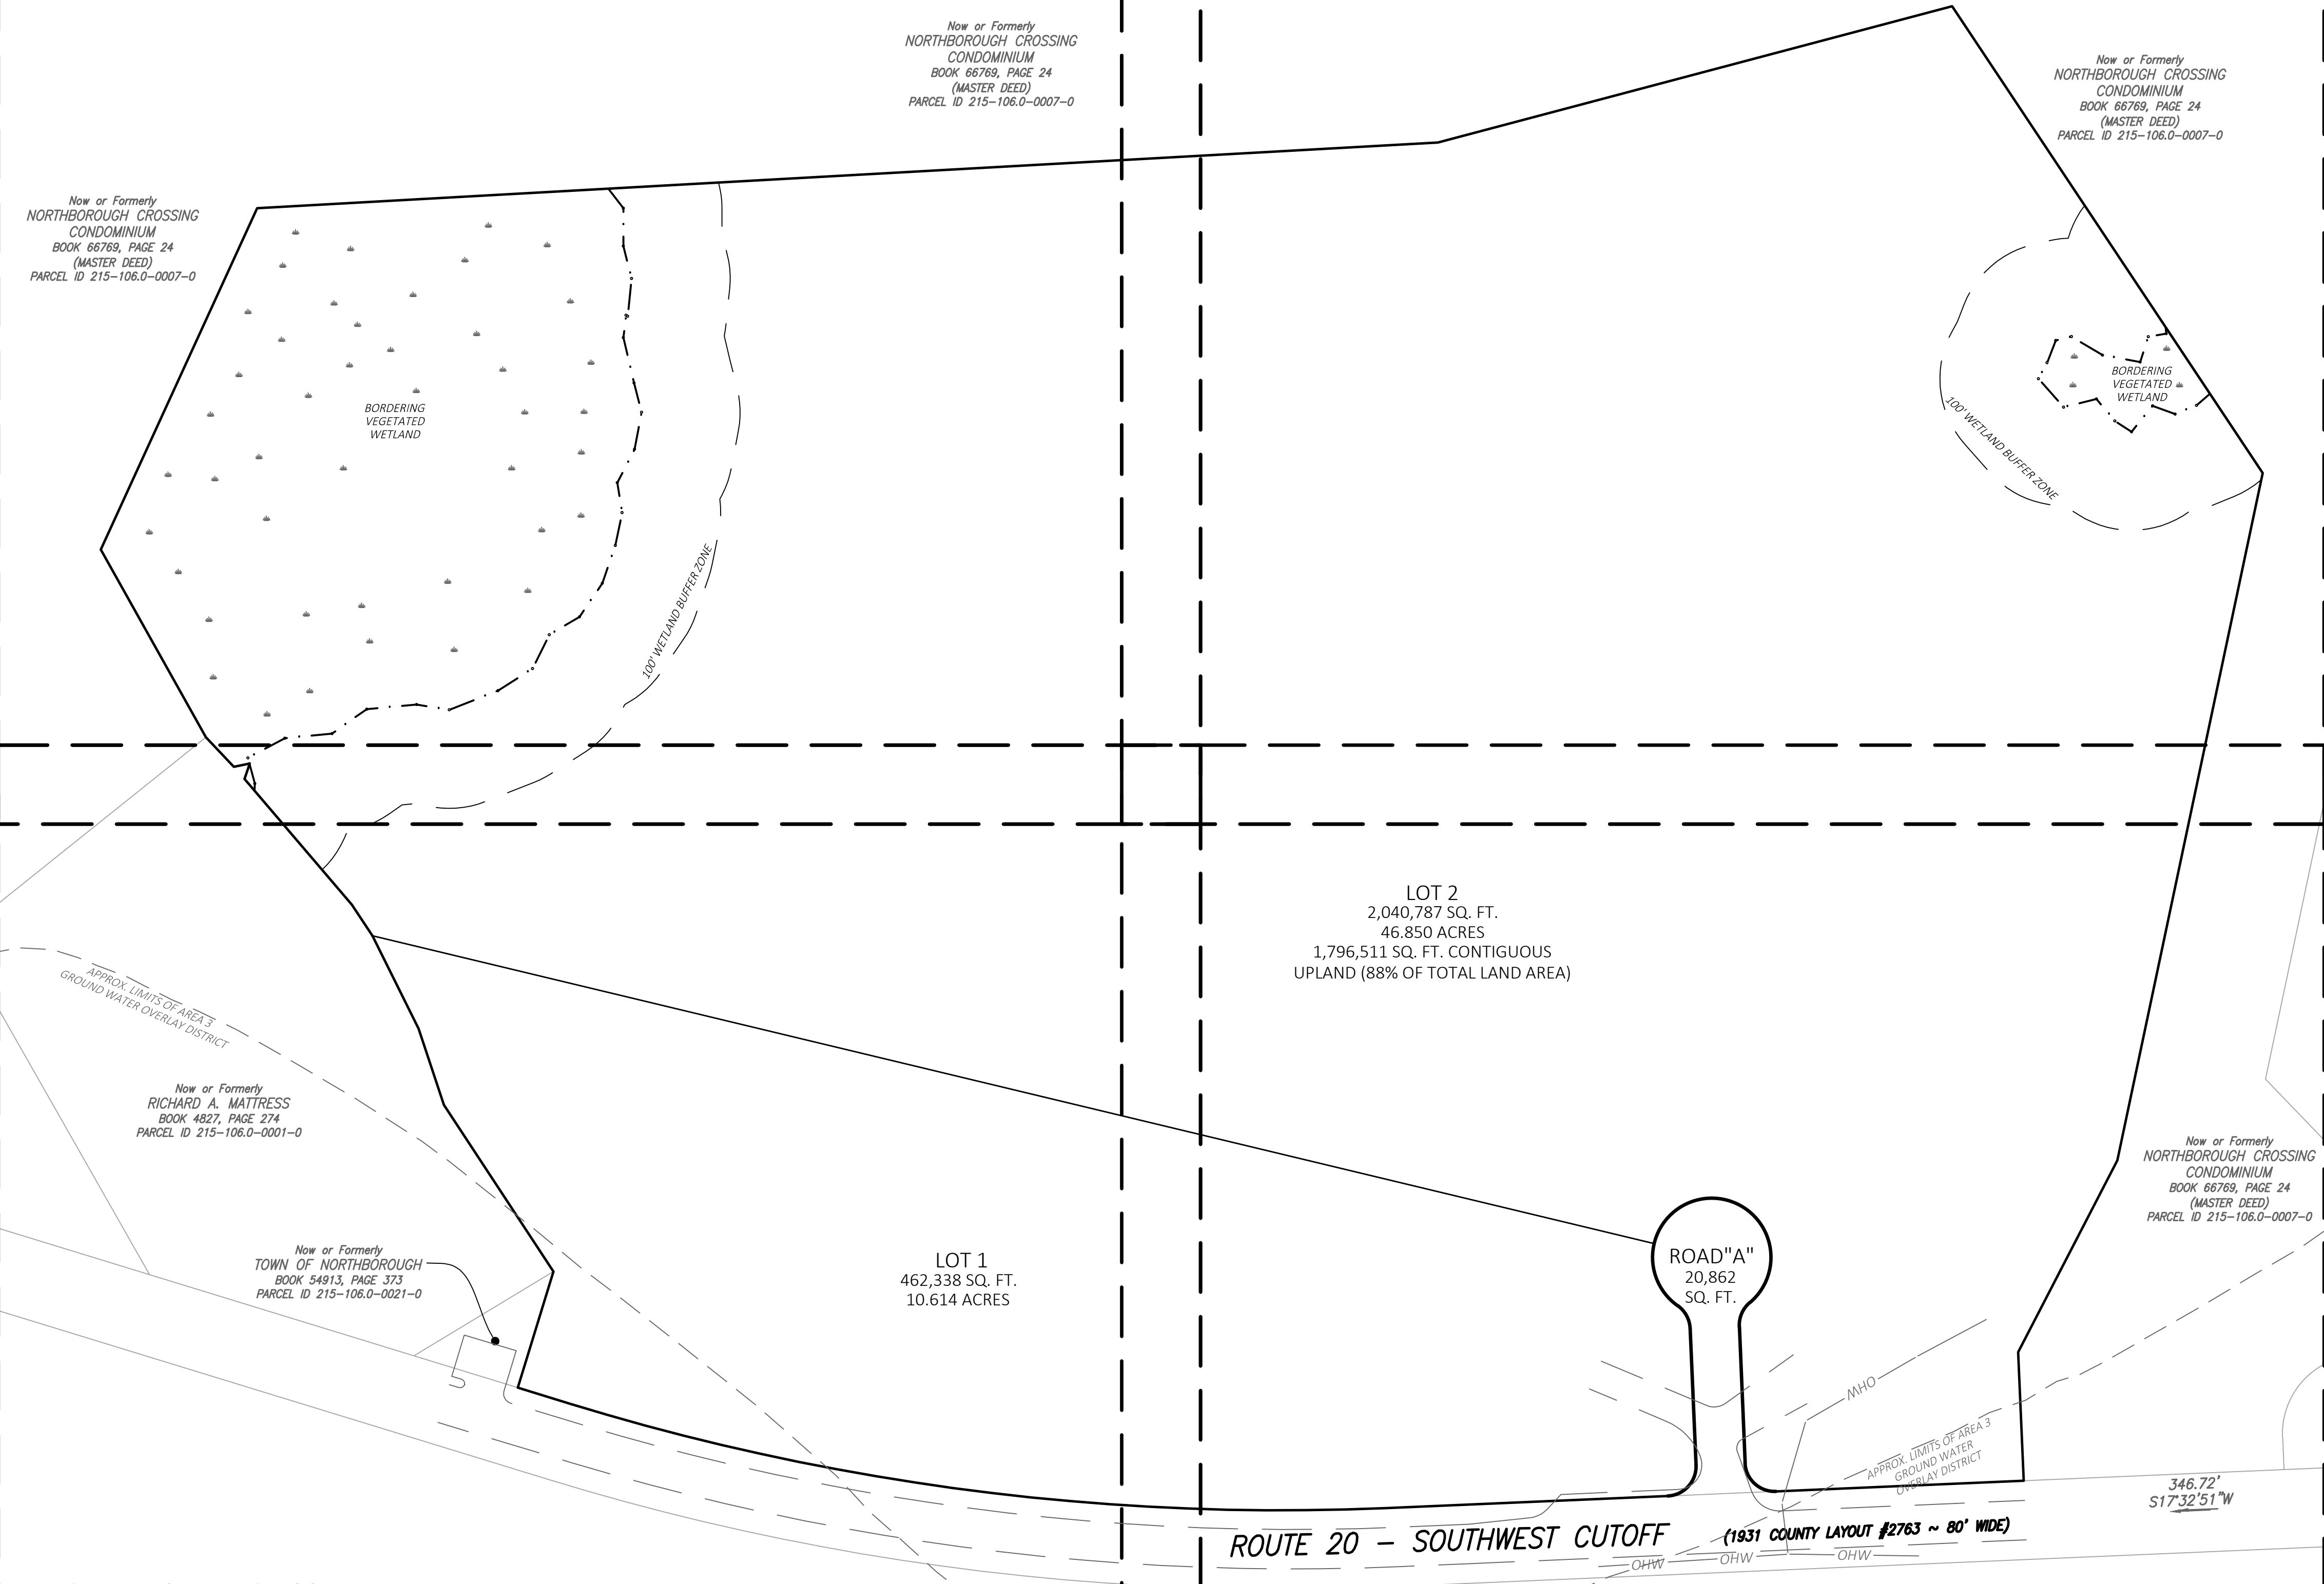 Now or Formerly
NORTHBOROUGH CROSSING
CONDOMINIUM
BOOK 66769, PAGE 24
(MASTER DEED)
PARCEL ID 215-106.0-0007-0
Now or Formerly
NORTHBOROUGH CROSSING
CONDOMINIUM
BOOK 66769, PAGE 24
(MASTER DEED)
PARCEL ID 215-106.0-0007-0
Now or Formerly
NORTHBOROUGH CROSSING
CONDOMINIUM
BOOK 66769, PAGE 24
(MASTER DEED)
PARCEL ID 215-106.0-0007-0
BORDERING
VEGETATED
WETLAND
BORDERING
VEGETATED
WETLAND
100' WETLAND BUFFER ZONE
100' WETLAND BUFFER ZONE
LOT 2
2,040,787 SQ. FT.
46.850 ACRES
1,796,511 SQ. FT. CONTIGUOUS
UPLAND (88% OF TOTAL LAND AREA)
APPROX. LIMITS OF AREA 3
GROUND WATER OVERLAY DISTRICT
Now or Formerly
RICHARD A. MATTRESS
BOOK 4827, PAGE 274
PARCEL ID 215-106.0-0001-0
Now or Formerly
NORTHBOROUGH CROSSING
CONDOMINIUM
BOOK 66769, PAGE 24
(MASTER DEED)
PARCEL ID 215-106.0-0007-0
Now or Formerly
TOWN OF NORTHBOROUGH
BOOK 54913, PAGE 373
PARCEL ID 215-106.0-0021-0
LOT 1
462,338 SQ. FT.
10.614 ACRES
ROAD"A"
20,862
SQ. FT.
OHW
APPROX. LIMITS OF AREA 3
GROUND WATER
OVERLAY DISTRICT
346.72'
S17°32'51"W
ROUTE 20 - SOUTHWEST CUTOFF
(1931 COUNTY LAYOUT #2763 ~ 80' WIDE)
OHW
OHW
OHW